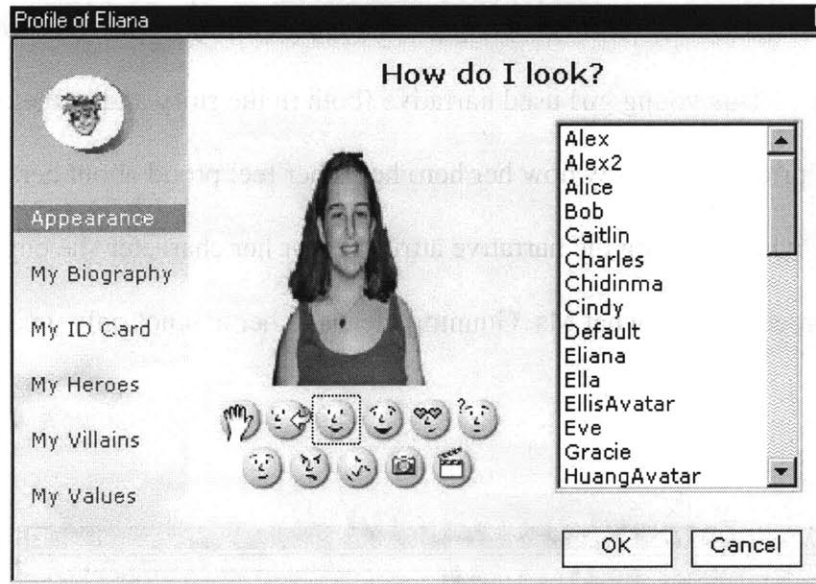 Profile of Eliana
How do I look?
Appearance
My Biography
My ID Card
My Heroes
My Villains
My Values
Alex
Alex2
Alice
Bob
Caitlin
Charles
Chidinma
Cindy
Default
Eliana
Ella
EllisAvatar
Eve
Gracie
HuangAvatar
?
OK
Cancel